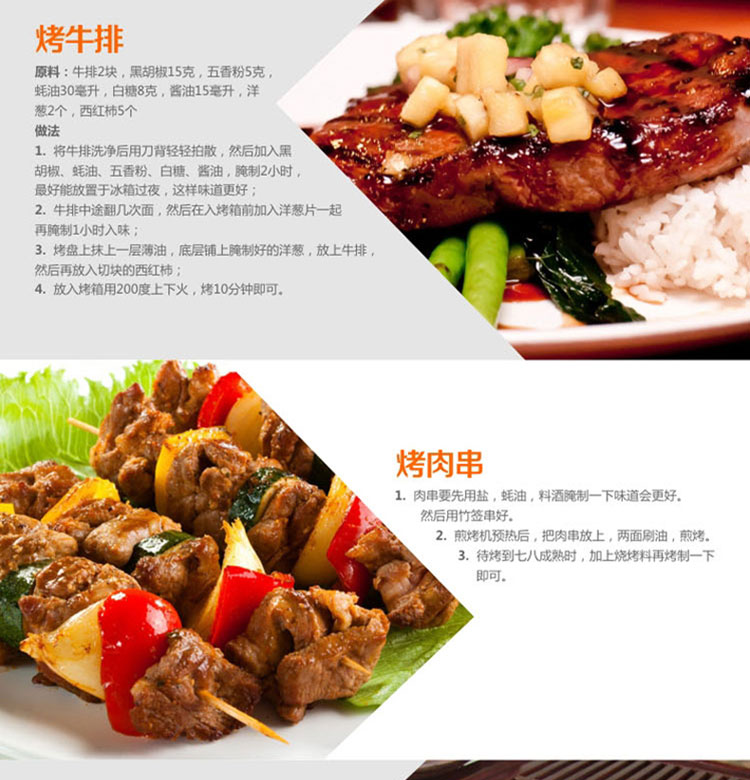 烤牛排
原料：牛排2块，黑胡椒15克，五香粉5克，
蚝油30毫升，白糖8克，酱油15毫升，洋
葱2个，西红柿5个
做法
1. 将牛排洗净后用刀背轻轻拍散，然后加入黑
胡椒、蚝油、五香粉、白糖、酱油，腌制2小时，
最好能放置于冰箱过夜，这样味道更好；
2. 牛排中途翻几次面，然后在入烤箱前加入洋葱片一起
再腌制1小时入味；
3. 烤盘上抹上一层薄油，底层铺上腌制好的洋葱，放上牛排，
然后再放入切块的西红柿；
4. 放入烤箱用200度上下火，烤10分钟即可。
烤肉串
1. 肉串要先用盐，蚝油，料酒腌制一下味道会更好。
然后用竹签串好。
2. 煎烤机预热后，把肉串放上，两面刷油，煎烤。
3. 待烤到七八成熟时，加上烧烤料再烤制一下
即可。